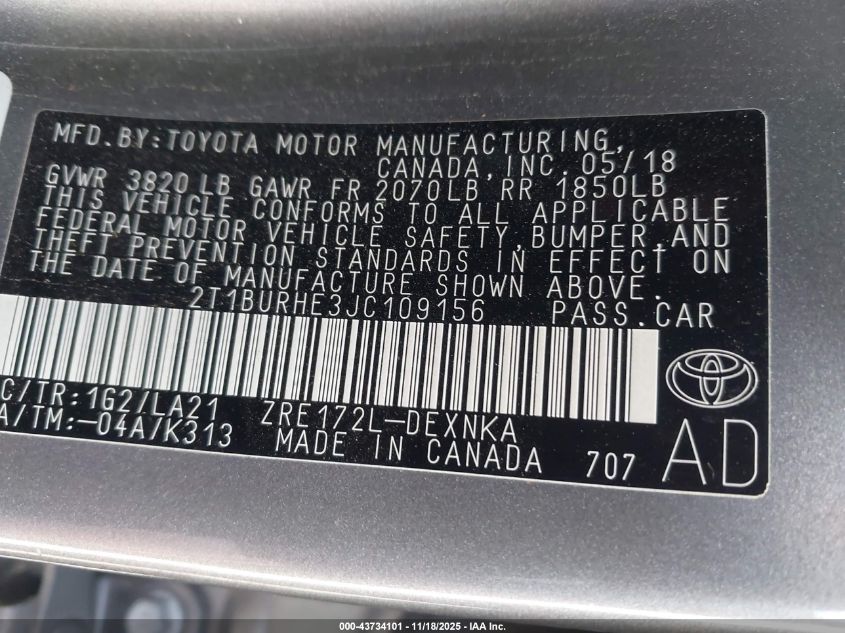 MFD.BY:TOYOTA MOTOR MANUFACTURING,
CANADA,INC. 05/18
GVWR 3820LB GAWR FR 2070LB RR 1850LB
THIS VEHICLE CONFORMS TO ALL APPLICABLE
FEDERAL MOTOR VEHICLE SAFETY,BUMPER,AND
THEFT PREVENTION STANDARDS IN EFFECT ON
THE DATE OF MANUFACTURE SHOWN ABOVE.
2T1BURHE3JC109156 PASS.CAR
C/TR:1G2/LA21 ZRE172L-DEXNKA
A/TM:-04A/K313 MADE IN CANADA 707 AD
000-43734101 - 11/18/2025 - IAA Inc.